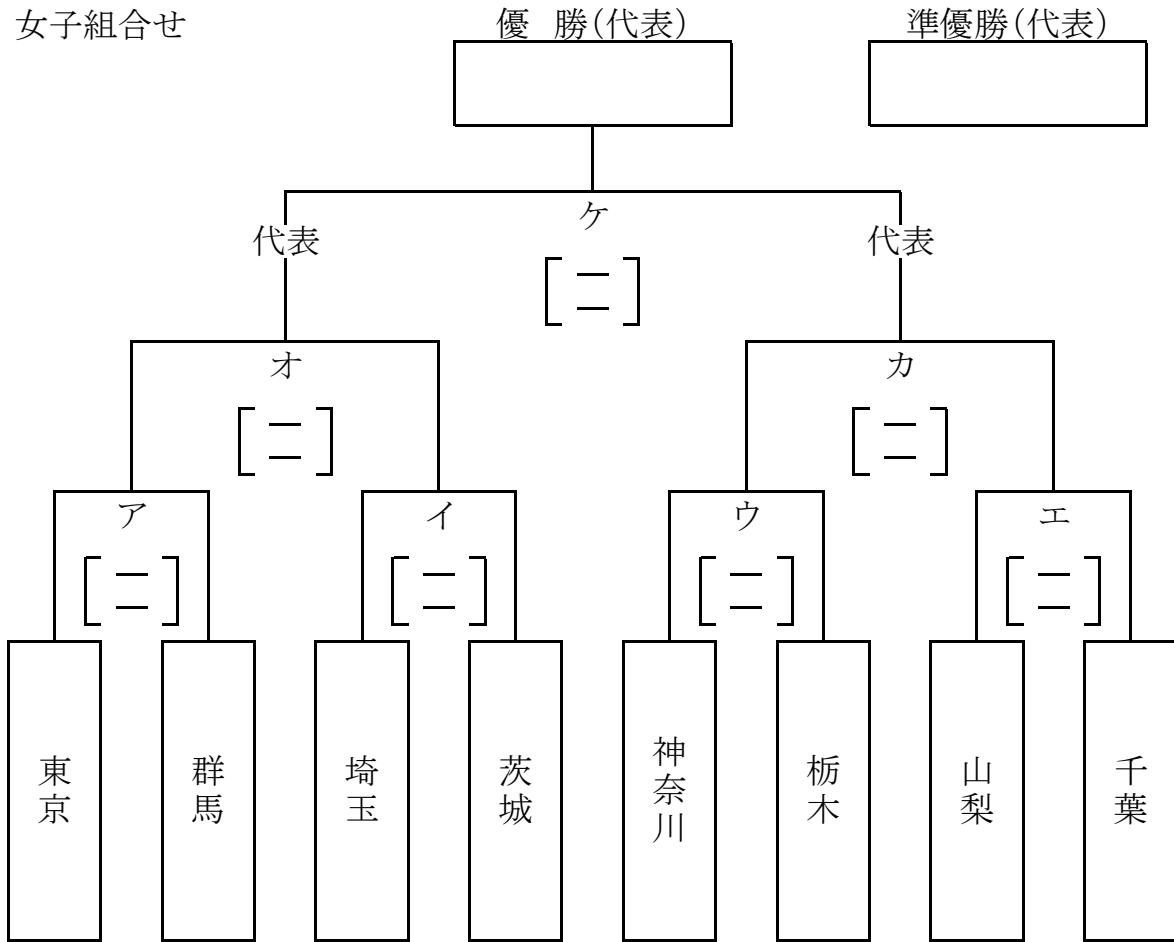 女子組合せ
優 勝(代表)
準優勝(代表)
ケ
代表
代表
オ
カ
ア
イ
ウ
エ
東京
群馬
埼玉
茨城
神奈川
栃木
山梨
千葉